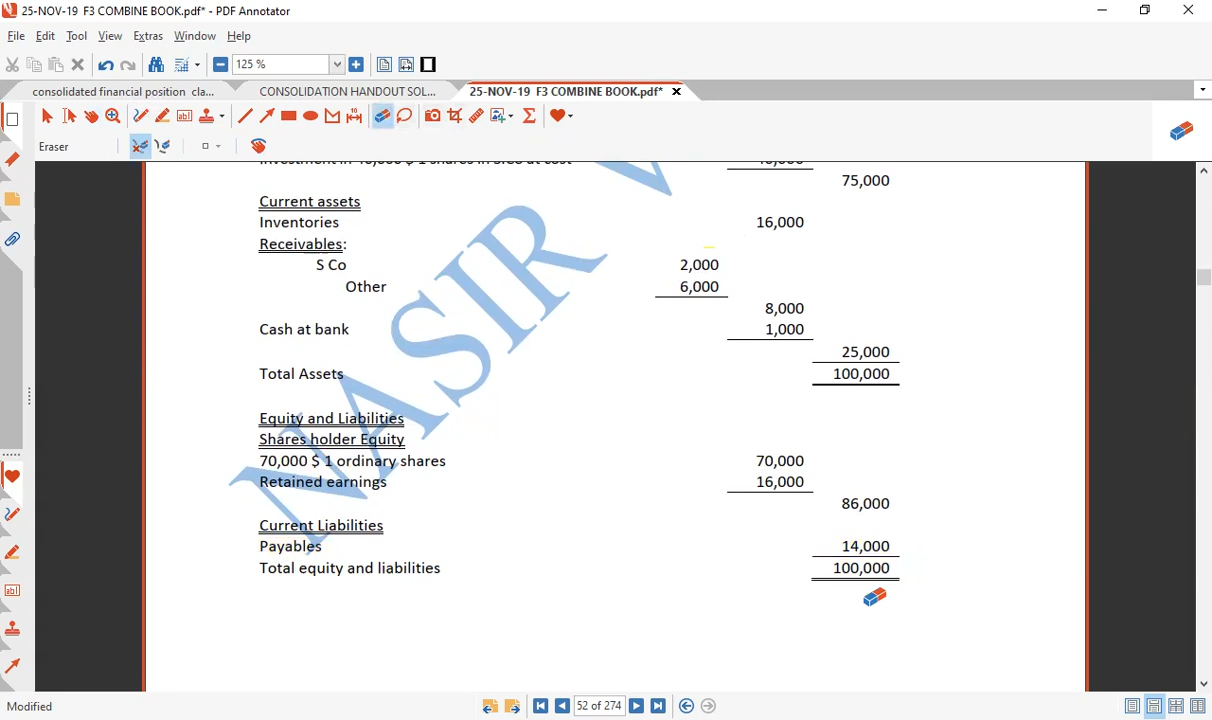 25-NOV-19 F3 COMBINE BOOK.pdf* - PDF Annotator
File Edit Tool View Extras Window Help
125 %
consolidated financial position cla... CONSOLIDATION HANDOUT SOL... 25-NOV-19 F3 COMBINE BOOK.pdf*
Eraser
75,000
Current assets
Inventories 16,000
Receivables:
S Co 2,000
Other 6,000
8,000
Cash at bank 1,000
25,000
Total Assets 100,000
Equity and Liabilities
Shares holder Equity
70,000 $ 1 ordinary shares 70,000
Retained earnings 16,000
86,000
Current Liabilities
Payables 14,000
Total equity and liabilities 100,000
NASIR
52 of 274
Modified